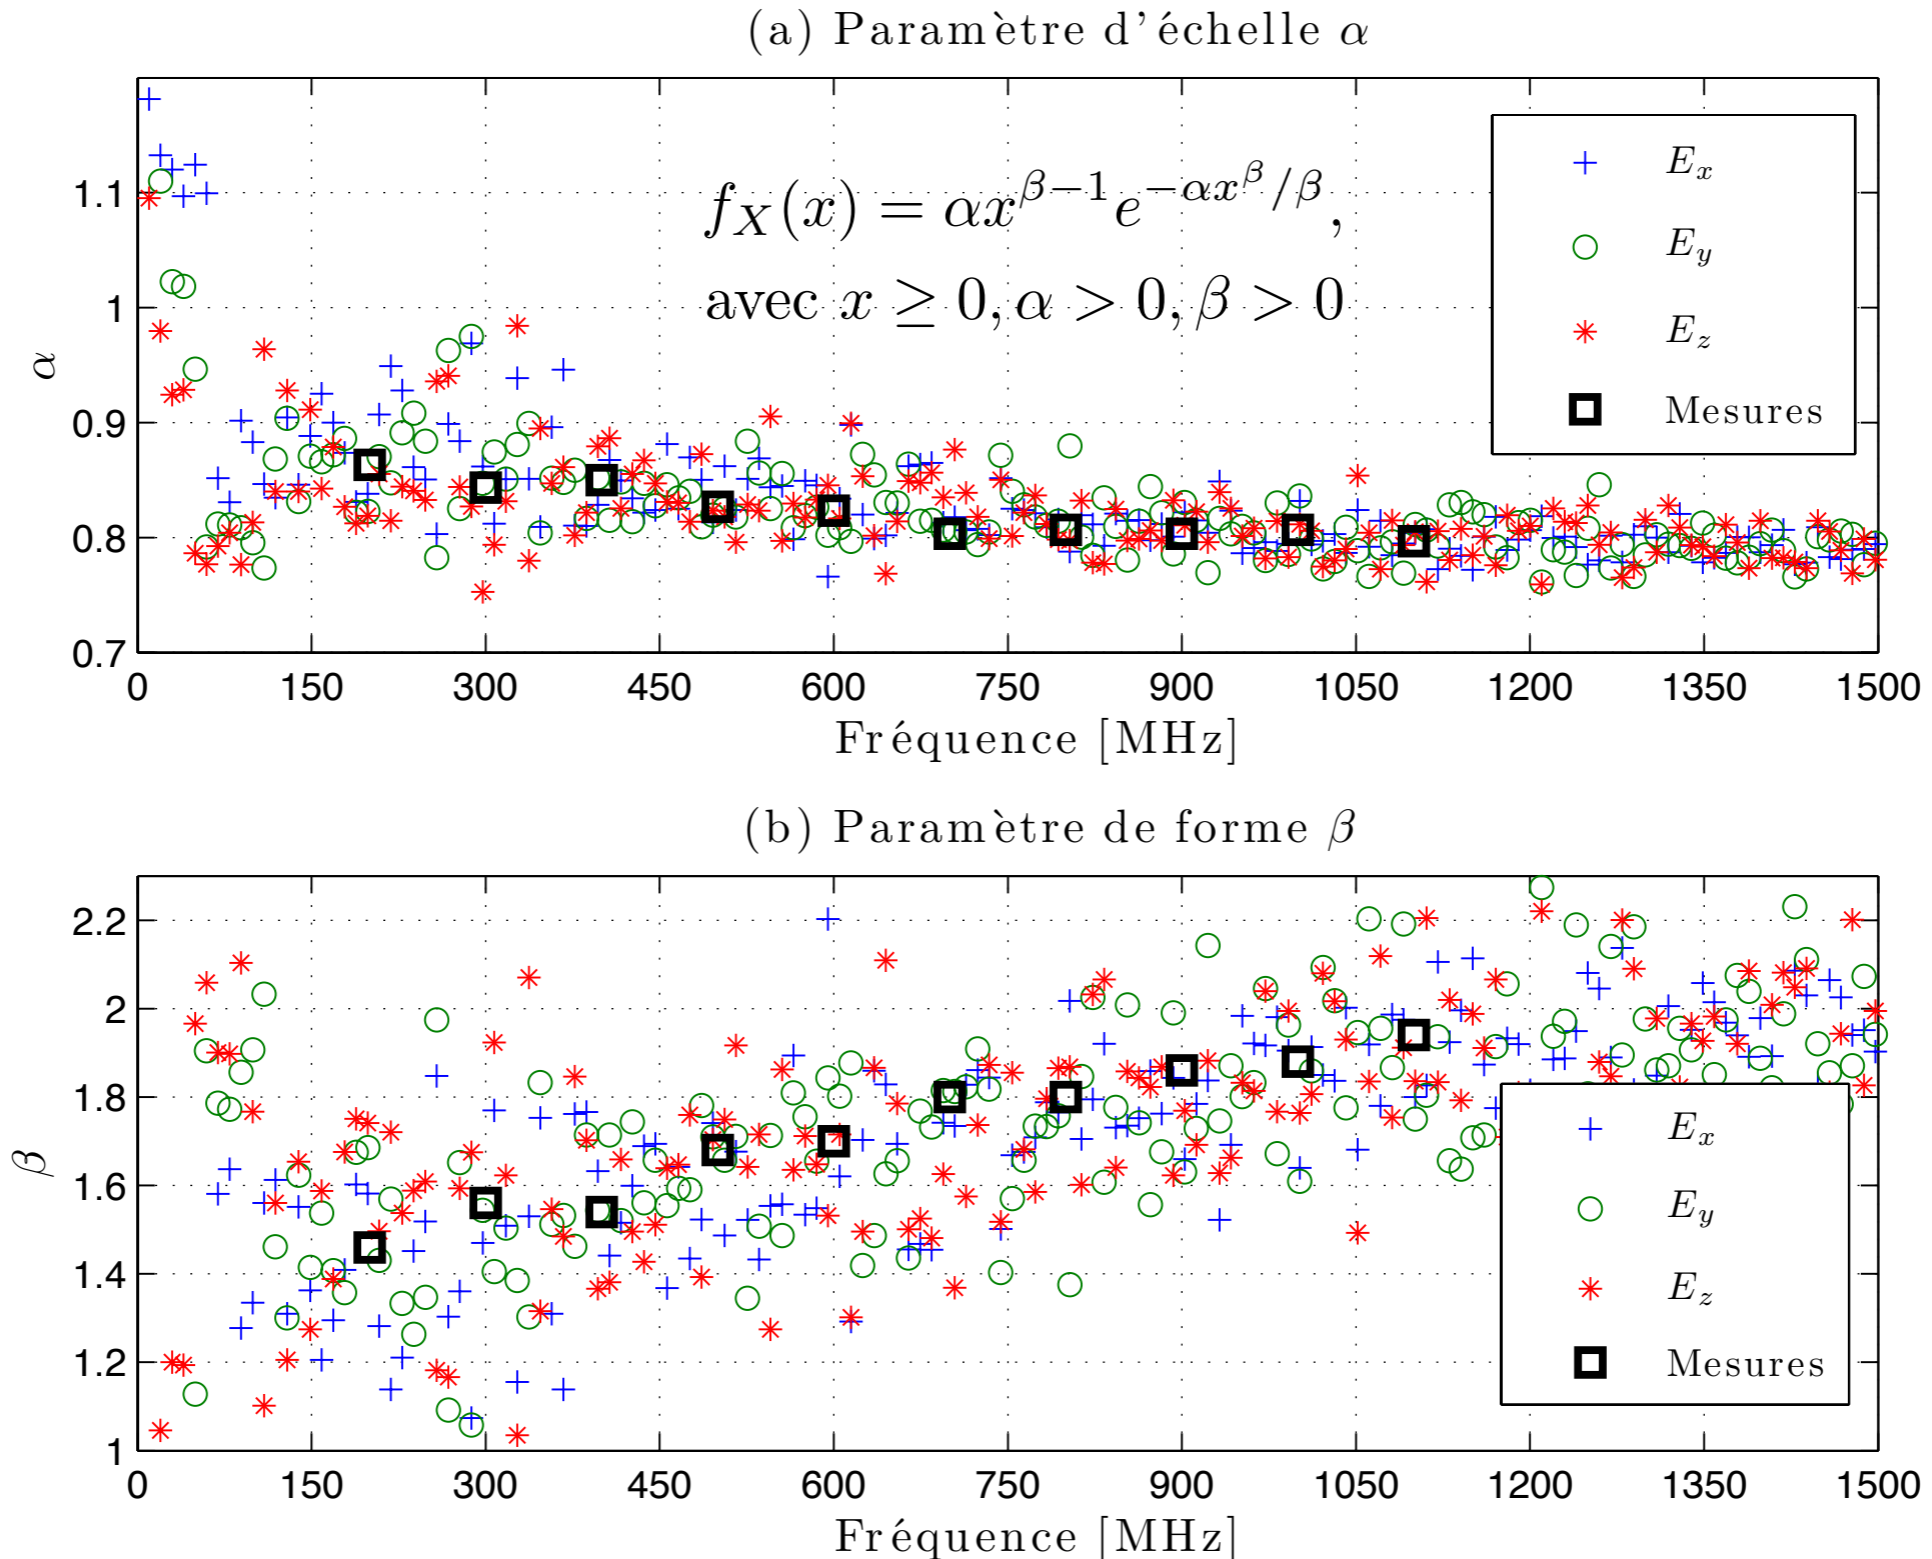 (a) Paramètre d'échelle α
1.1
1
0.9
0.8
0.7
α
f_X(x) = αx^{β−1}e^{−αx^β/β},
avec x ≥ 0, α > 0, β > 0
E_x
E_y
E_z
Mesures
0 150 300 450 600 750 900 1050 1200 1350 1500
Fréquence [MHz]
(b) Paramètre de forme β
2.2
2
1.8
1.6
1.4
1.2
1
β
E_x
E_y
E_z
Mesures
0 150 300 450 600 750 900 1050 1200 1350 1500
Fréquence [MHz]